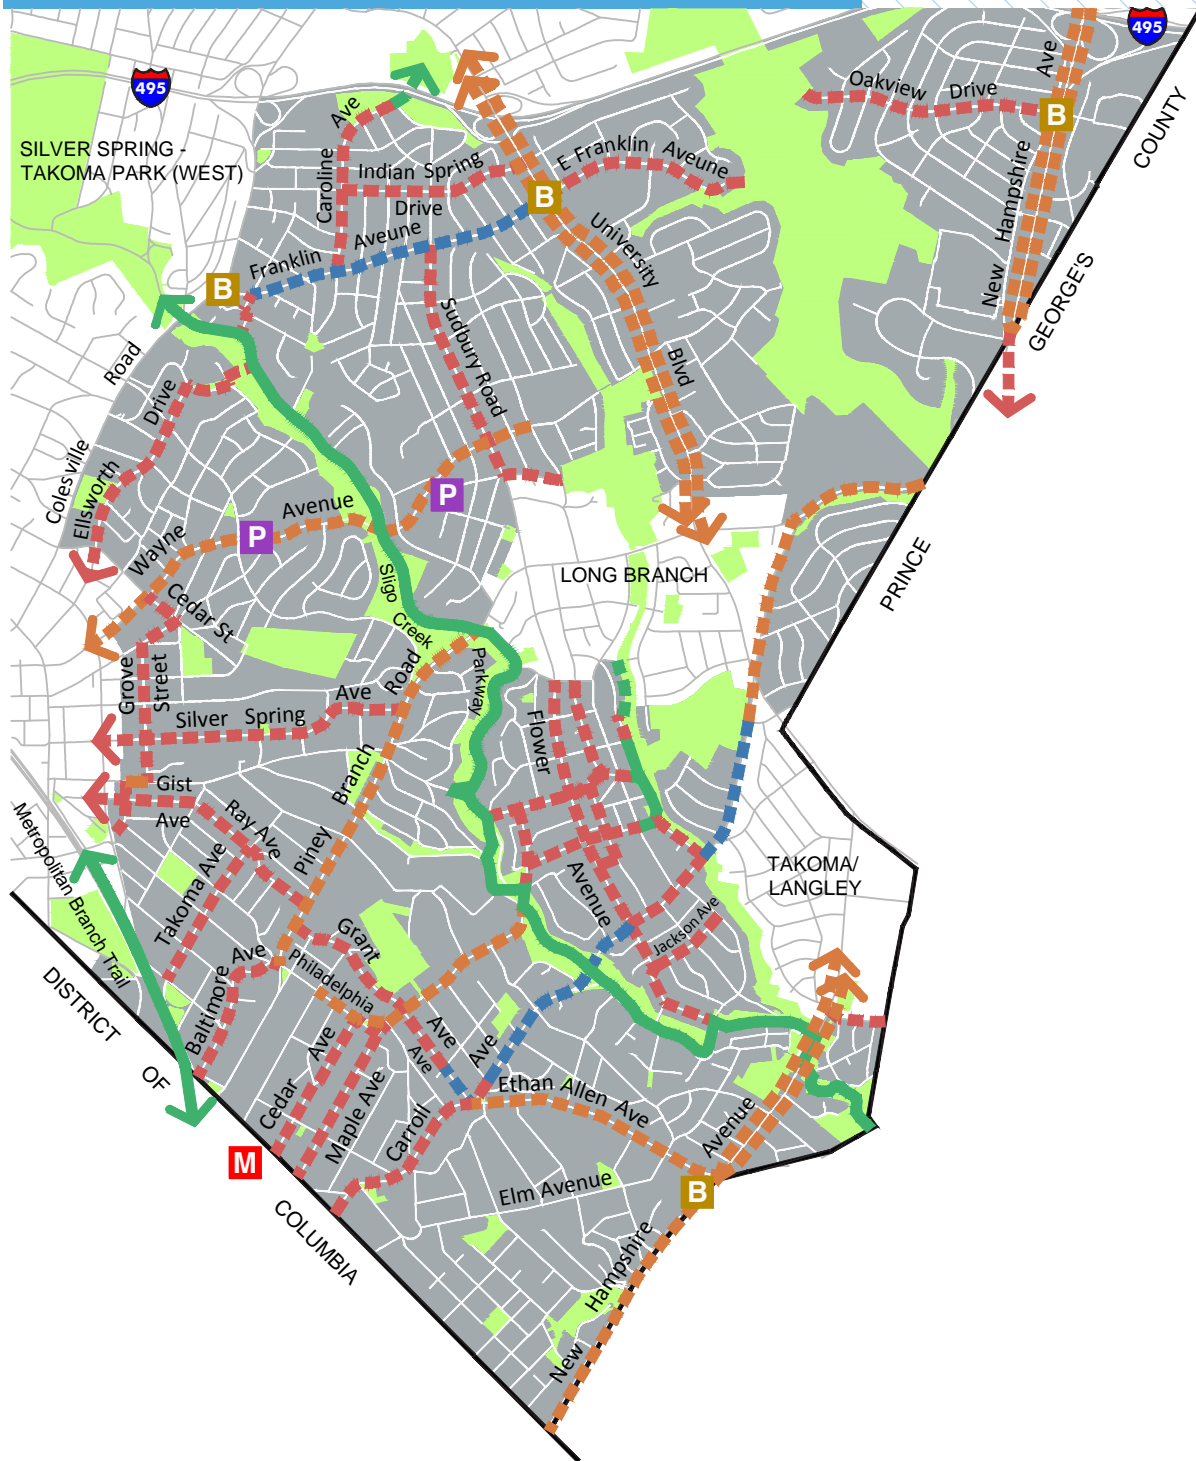 495
495
SILVER SPRING -
TAKOMA PARK (WEST)
Ave
Oakview Drive
Ave
B
COUNTY
Caroline
Indian Spring
Drive
E Franklin Aveune
B
Franklin Aveune
University
New Hampshire
B
GEORGE'S
Road
Sudbury Road
Blvd
Drive
Colesville
Ellsworth
Avenue
P
P
Wayne
PRINCE
LONG BRANCH
Sligo
Cedar St
Creek
Parkway
Grove
Street
Ave
Road
Silver Spring
Flower
Gist
Ave
Branch
Ray Ave
Metropolitan
Piney
TAKOMA/
LANGLEY
Takoma Ave
Avenue
Jackson Ave
Branch Trail
Grant
Ave
Philadelphia
DISTRICT
Baltimore
Ave
Ave
Ave
Ave
OF
Cedar
Maple Ave
Ethan Allen Ave
Carroll
Avenue
M
Elm Avenue
B
COLUMBIA
Hampshire
New